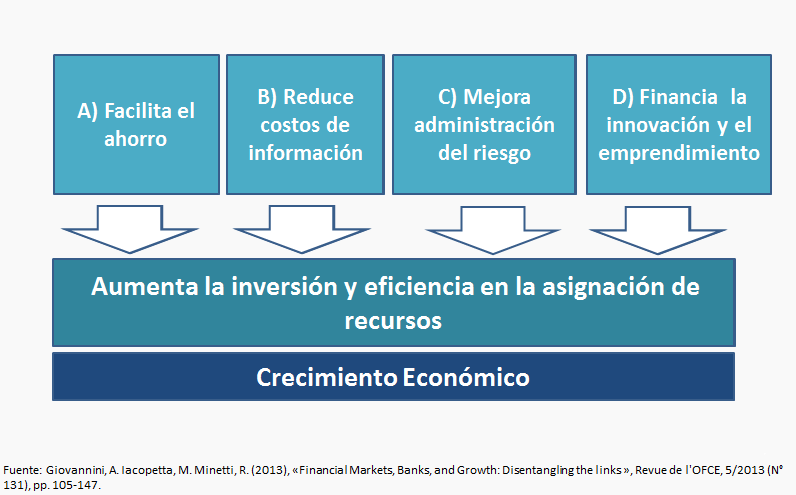 A) Facilita el
ahorro
B) Reduce
costos de
información
C) Mejora
administración
del riesgo
D) Financia la
innovación y el
emprendimiento
Aumenta la inversión y eficiencia en la asignación de
recursos
Crecimiento Económico
Fuente: Giovannini, A. Iacopetta, M. Minetti, R. (2013), «Financial Markets, Banks, and Growth: Disentangling the links», Revue de l'OFCE, 5/2013 (N°
131), pp. 105-147.